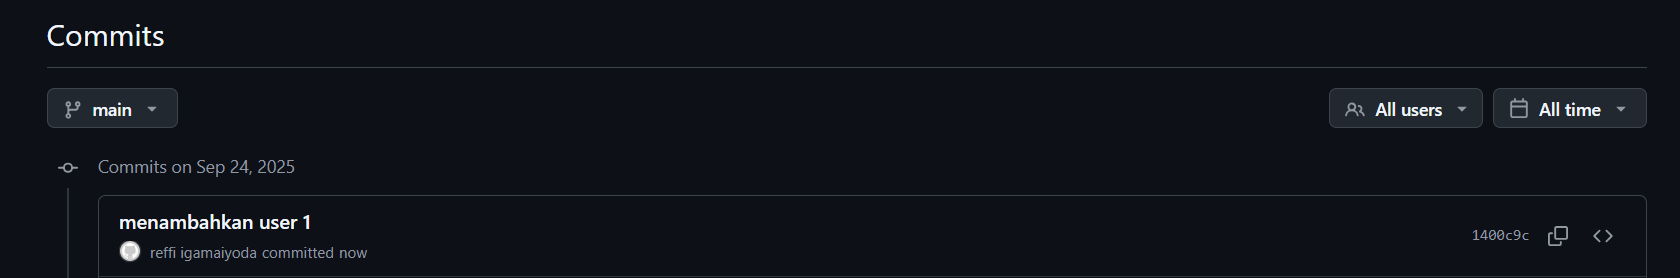 Commits
main
All users
All time
Commits on Sep 24, 2025
menambahkan user 1
reffi igamaiyoda committed now
1400c9c